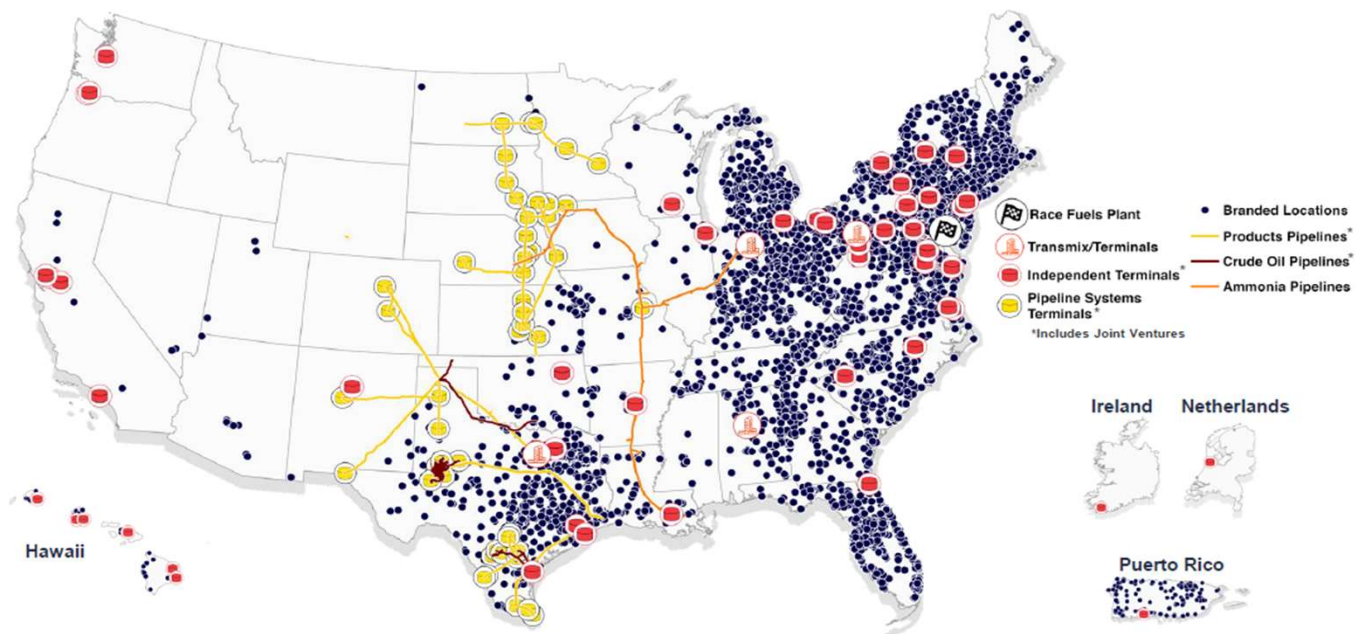 Race Fuels Plant
Transmix/Terminals
Independent Terminals*
Pipeline Systems
Terminals*
*Includes Joint Ventures
Branded Locations
Products Pipelines*
Crude Oil Pipelines*
Ammonia Pipelines
Ireland
Netherlands
Hawaii
Puerto Rico